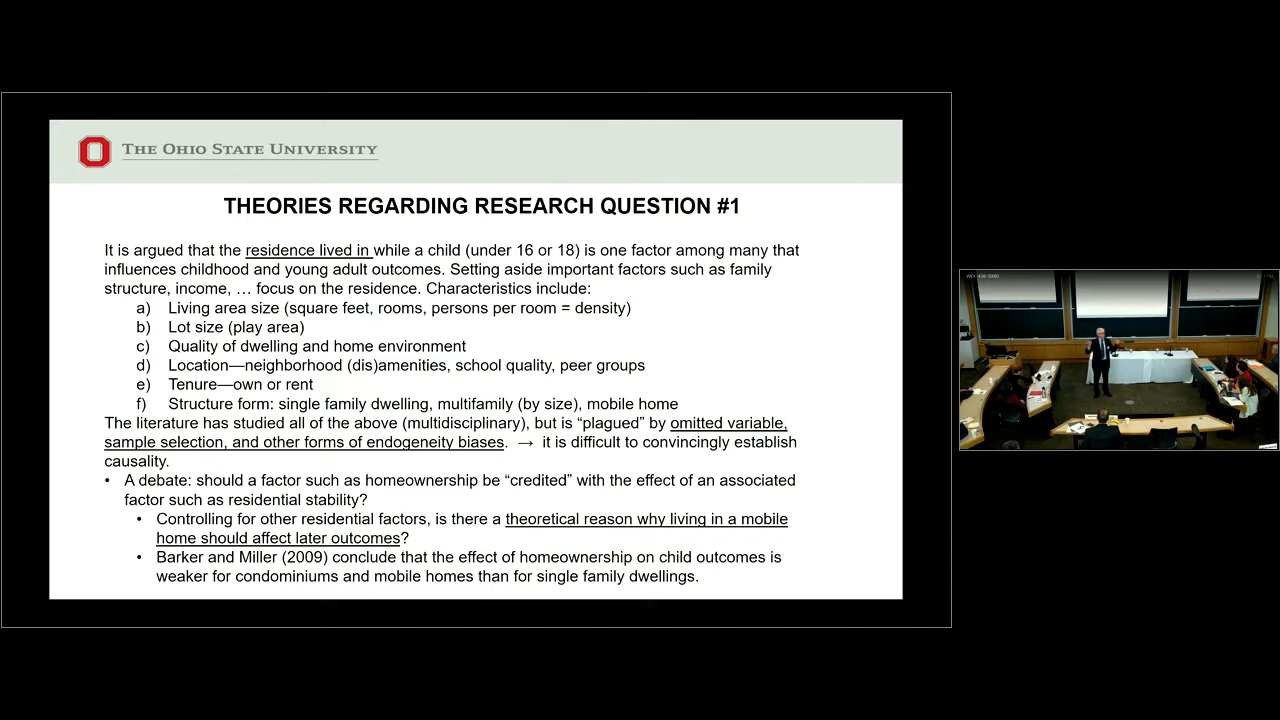 THE OHIO STATE UNIVERSITY
THEORIES REGARDING RESEARCH QUESTION #1
It is argued that the residence lived in while a child (under 16 or 18) is one factor among many that
influences childhood and young adult outcomes. Setting aside important factors such as family
structure, income, … focus on the residence. Characteristics include:
a) Living area size (square feet, rooms, persons per room = density)
b) Lot size (play area)
c) Quality of dwelling and home environment
d) Location—neighborhood (dis)amenities, school quality, peer groups
e) Tenure—own or rent
f) Structure form: single family dwelling, multifamily (by size), mobile home
The literature has studied all of the above (multidisciplinary), but is “plagued” by omitted variable,
sample selection, and other forms of endogeneity biases. → it is difficult to convincingly establish
causality.
• A debate: should a factor such as homeownership be “credited” with the effect of an associated
factor such as residential stability?
• Controlling for other residential factors, is there a theoretical reason why living in a mobile
home should affect later outcomes?
• Barker and Miller (2009) conclude that the effect of homeownership on child outcomes is
weaker for condominiums and mobile homes than for single family dwellings.